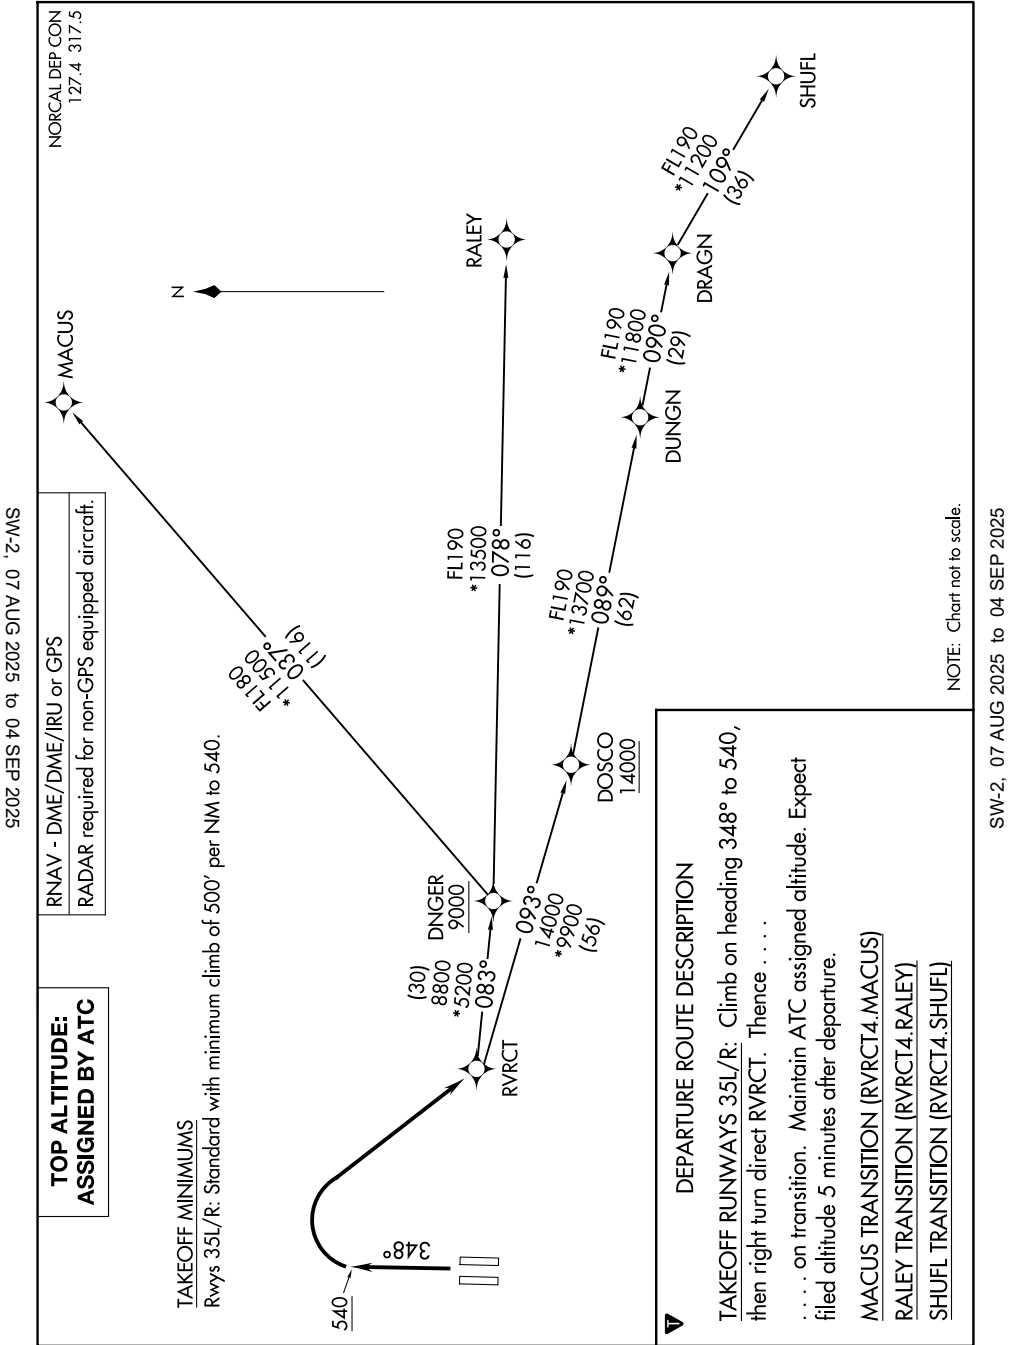 SW-2, 07 AUG 2025 to 04 SEP 2025
TOP ALTITUDE:
ASSIGNED BY ATC
RNAV - DME/DME/IRU or GPS
RADAR required for non-GPS equipped aircraft.
NORCAL DEP CON
127.4 317.5
TAKEOFF MINIMUMS
Rwys 35L/R: Standard with minimum climb of 500' per NM to 540.
MACUS
N
FL180
*11500
037°
(116)
RALEY
FL190
*13500
078°
(116)
DNGER
9000
(30)
8800
*5200
083°
RVRCT
540
348°
093°
14000
*9900
(56)
DOSCO
14000
FL190
*13700
089°
(62)
DUNGN
FL190
*11800
090°
(29)
DRAGN
FL190
*11200
109°
(36)
SHUFL
T
DEPARTURE ROUTE DESCRIPTION
TAKEOFF RUNWAYS 35L/R: Climb on heading 348° to 540,
then right turn direct RVRCT. Thence . . . .
. . . . on transition. Maintain ATC assigned altitude. Expect
filed altitude 5 minutes after departure.
MACUS TRANSITION (RVRCT4.MACUS)
RALEY TRANSITION (RVRCT4.RALEY)
SHUFL TRANSITION (RVRCT4.SHUFL)
NOTE: Chart not to scale.
SW-2, 07 AUG 2025 to 04 SEP 2025